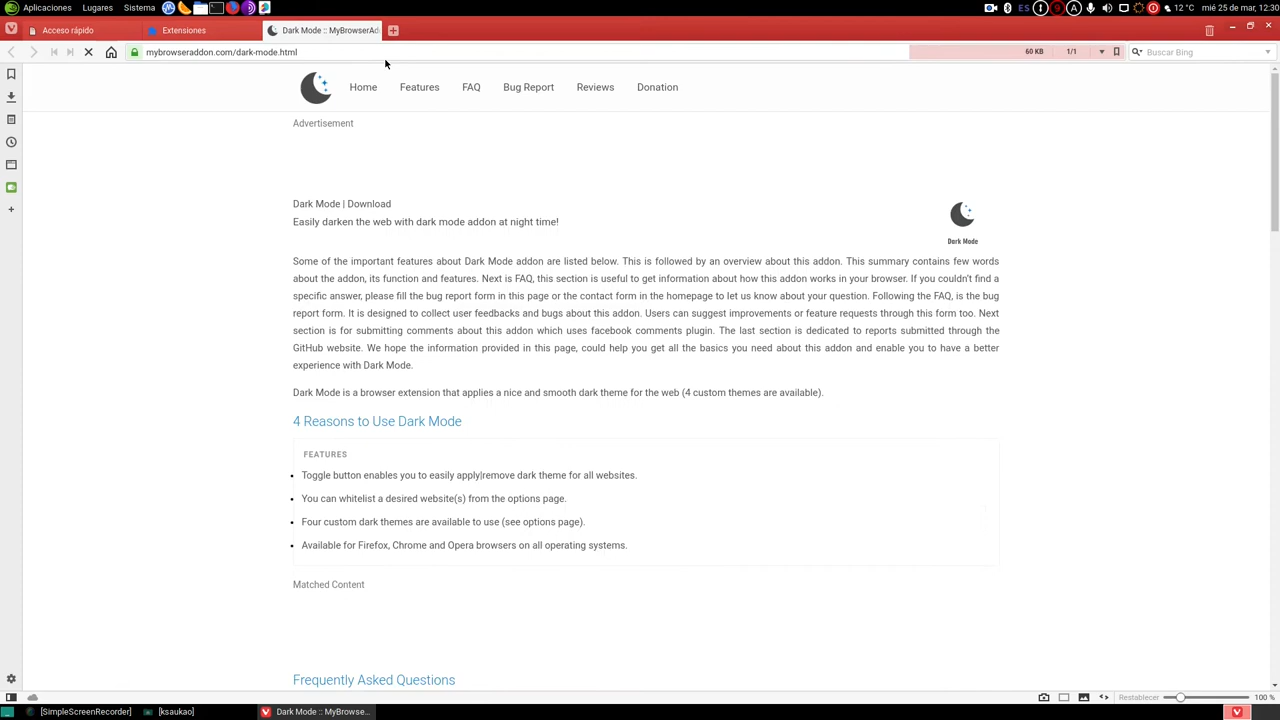 Aplicaciones Lugares Sistema
ES
12 °C mié 25 de mar, 12:30
Acceso rápido Extensiones Dark Mode :: MyBrowserAd
mybrowseraddon.com/dark-mode.html 60 KB 1/1 Buscar Bing
Home Features FAQ Bug Report Reviews Donation
Advertisement
Dark Mode | Download
Easily darken the web with dark mode addon at night time!
Dark Mode
Some of the important features about Dark Mode addon are listed below. This is followed by an overview about this addon. This summary contains few words
about the addon, its function and features. Next is FAQ, this section is useful to get information about how this addon works in your browser. If you couldn't find a
specific answer, please fill the bug report form in this page or the contact form in the homepage to let us know about your question. Following the FAQ, is the bug
report form. It is designed to collect user feedbacks and bugs about this addon. Users can suggest improvements or feature requests through this form too. Next
section is for submitting comments about this addon which uses facebook comments plugin. The last section is dedicated to reports submitted through the
GitHub website. We hope the information provided in this page, could help you get all the basics you need about this addon and enable you to have a better
experience with Dark Mode.
Dark Mode is a browser extension that applies a nice and smooth dark theme for the web (4 custom themes are available).
4 Reasons to Use Dark Mode
FEATURES
Toggle button enables you to easily apply|remove dark theme for all websites.
You can whitelist a desired website(s) from the options page.
Four custom dark themes are available to use (see options page).
Available for Firefox, Chrome and Opera browsers on all operating systems.
Matched Content
Frequently Asked Questions
Restablecer 100 %
[SimpleScreenRecorder] [ksaukao] Dark Mode :: MyBrowse...